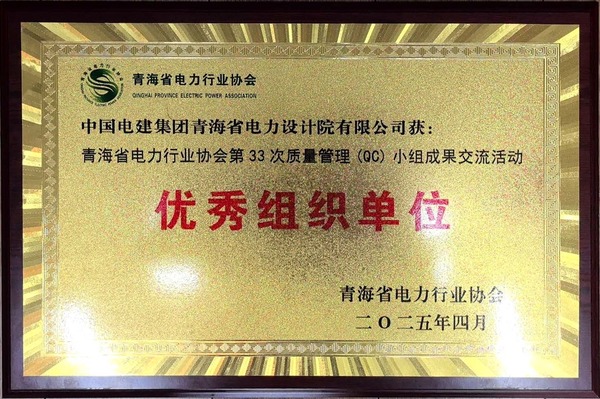 青海省电力行业协会
QINGHAI PROVINCE ELECTRIC POWER ASSOCIATION
中国电建集团青海省电力设计院有限公司获：
青海省电力行业协会第33次质量管理(QC)小组成果交流活动
优秀组织单位
青海省电力行业协会
二〇二五年四月